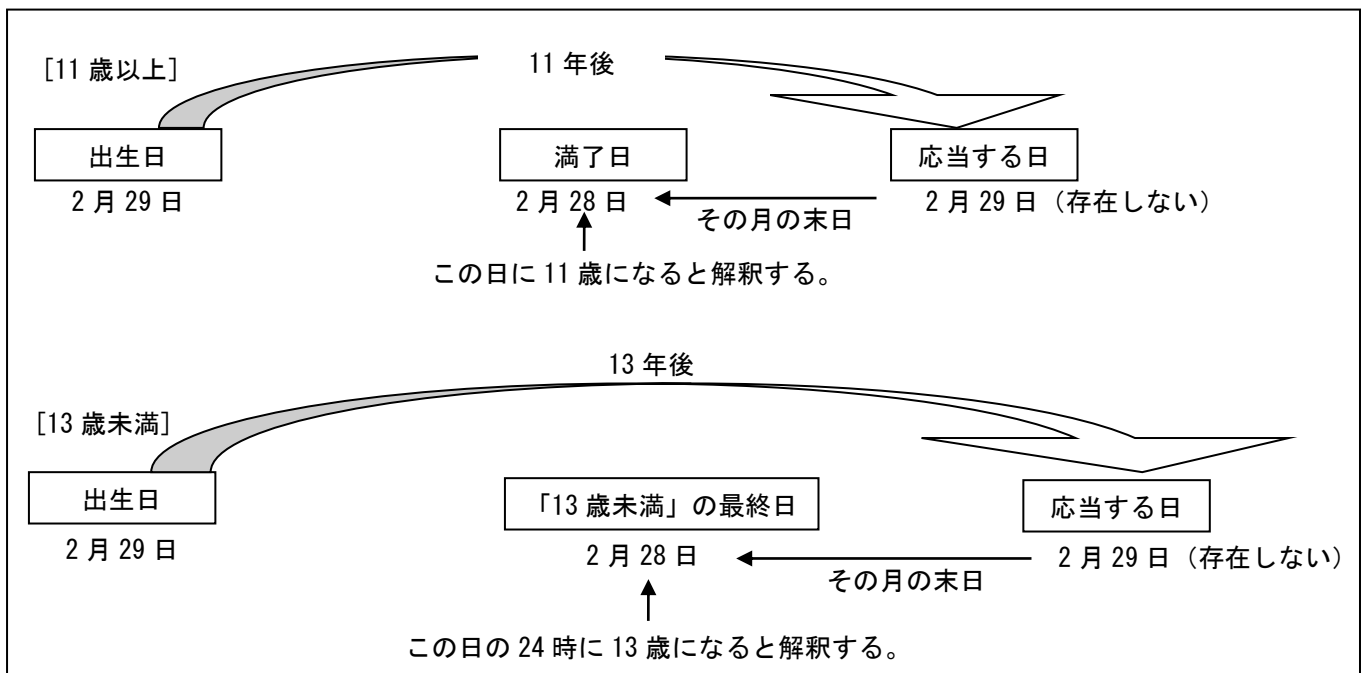 [11 歳以上]
11 年後
出生日
満了日
応当する日
2 月 29 日
2 月 28 日
2 月 29 日（存在しない）
その月の末日
この日に 11 歳になると解釈する。
13 年後
[13 歳未満]
出生日
「13 歳未満」の最終日
応当する日
2 月 29 日
2 月 28 日
2 月 29 日（存在しない）
その月の末日
この日の 24 時に 13 歳になると解釈する。